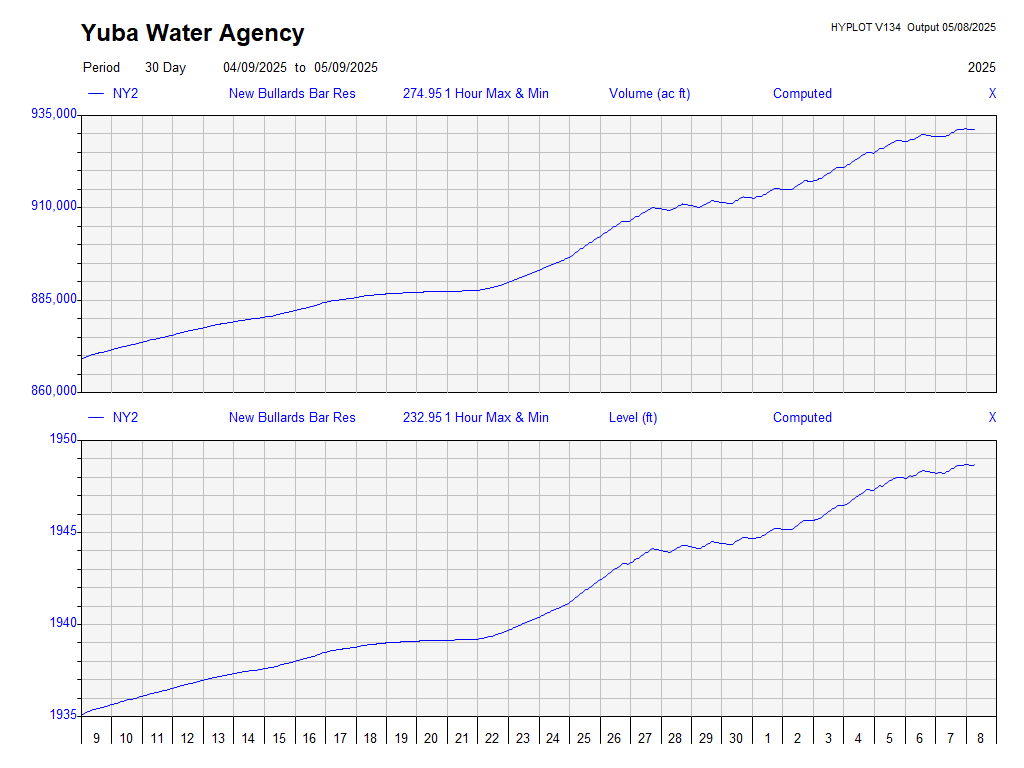 Yuba Water Agency
HYPLOT V134 Output 05/08/2025
Period 30 Day 04/09/2025 to 05/09/2025 2025
NY2 New Bullards Bar Res 274.95 1 Hour Max & Min Volume (ac ft) Computed X
935,000
910,000
885,000
860,000
NY2 New Bullards Bar Res 232.95 1 Hour Max & Min Level (ft) Computed X
1950
1945
1940
1935
9 10 11 12 13 14 15 16 17 18 19 20 21 22 23 24 25 26 27 28 29 30 1 2 3 4 5 6 7 8